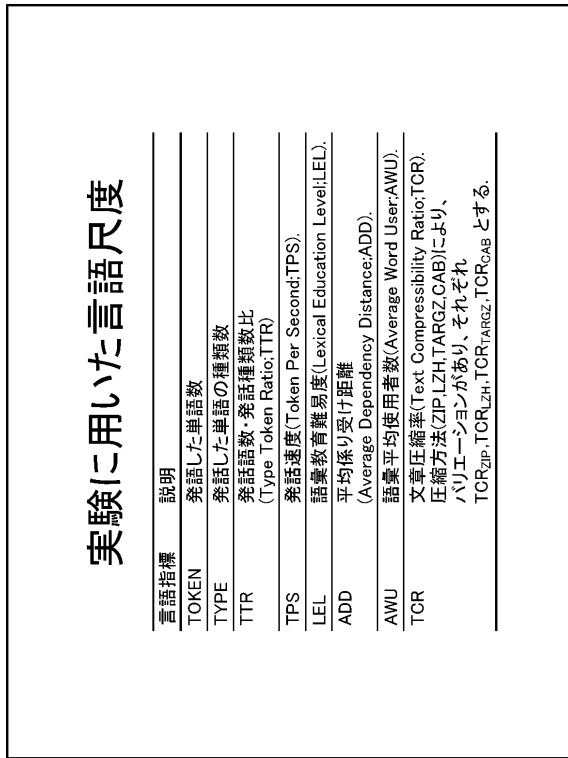 実験に用いた言語尺度
言語指標 説明
TOKEN 発語した単語数
TYPE 発話した単語の種類数
TTR 発話語数・発話種類数比
(Type Token Ratio;TTR)
TPS 発話速度(Token Per Second;TPS).
LEL 語彙教育難易度(Lexical Education Level;LEL).
ADD 平均係り受け距離
(Average Dependency Distance;ADD).
AWU 語彙平均使用者数(Average Word User;AWU).
TCR 文章圧縮率(Text Compressibility Ratio;TCR).
圧縮方法(ZIP,LZH,TARGZ,CAB)により、
バリエーションがあり、それぞれ
TCRZIP,TCRLZH,TCRTARGZ,TCRCAB とする.